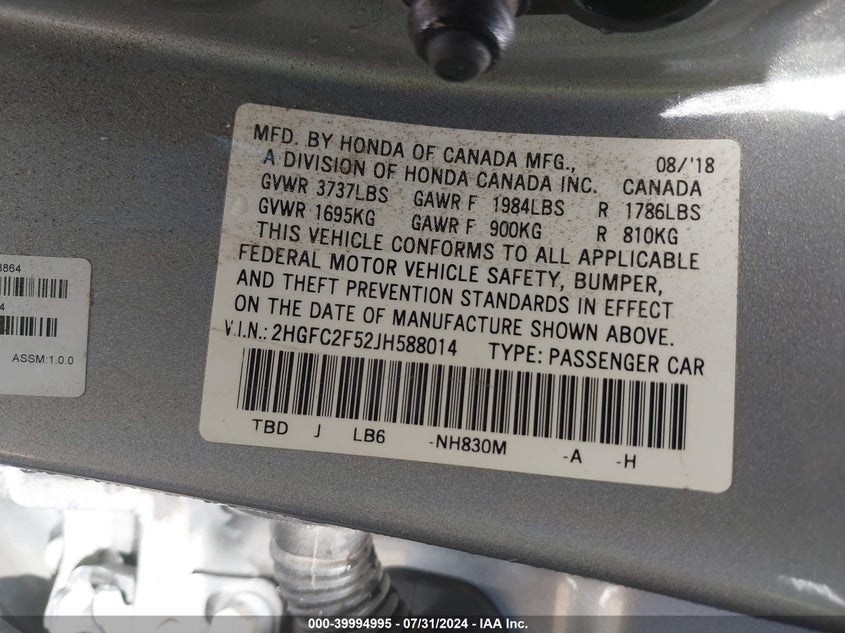 MFD. BY HONDA OF CANADA MFG., 08/'18
A DIVISION OF HONDA CANADA INC. CANADA
GVWR 3737LBS GAWR F 1984LBS R 1786LBS
GVWR 1695KG GAWR F 900KG R 810KG
THIS VEHICLE CONFORMS TO ALL APPLICABLE
FEDERAL MOTOR VEHICLE SAFETY, BUMPER,
AND THEFT PREVENTION STANDARDS IN EFFECT
ON THE DATE OF MANUFACTURE SHOWN ABOVE.
V.I.N.: 2HGFC2F52JH588014 TYPE: PASSENGER CAR
TBD J LB6 -NH830M -A -H
3864
4
ASSM:1.0.0
000-39994995 / 07/31/2024 - IAA Inc.